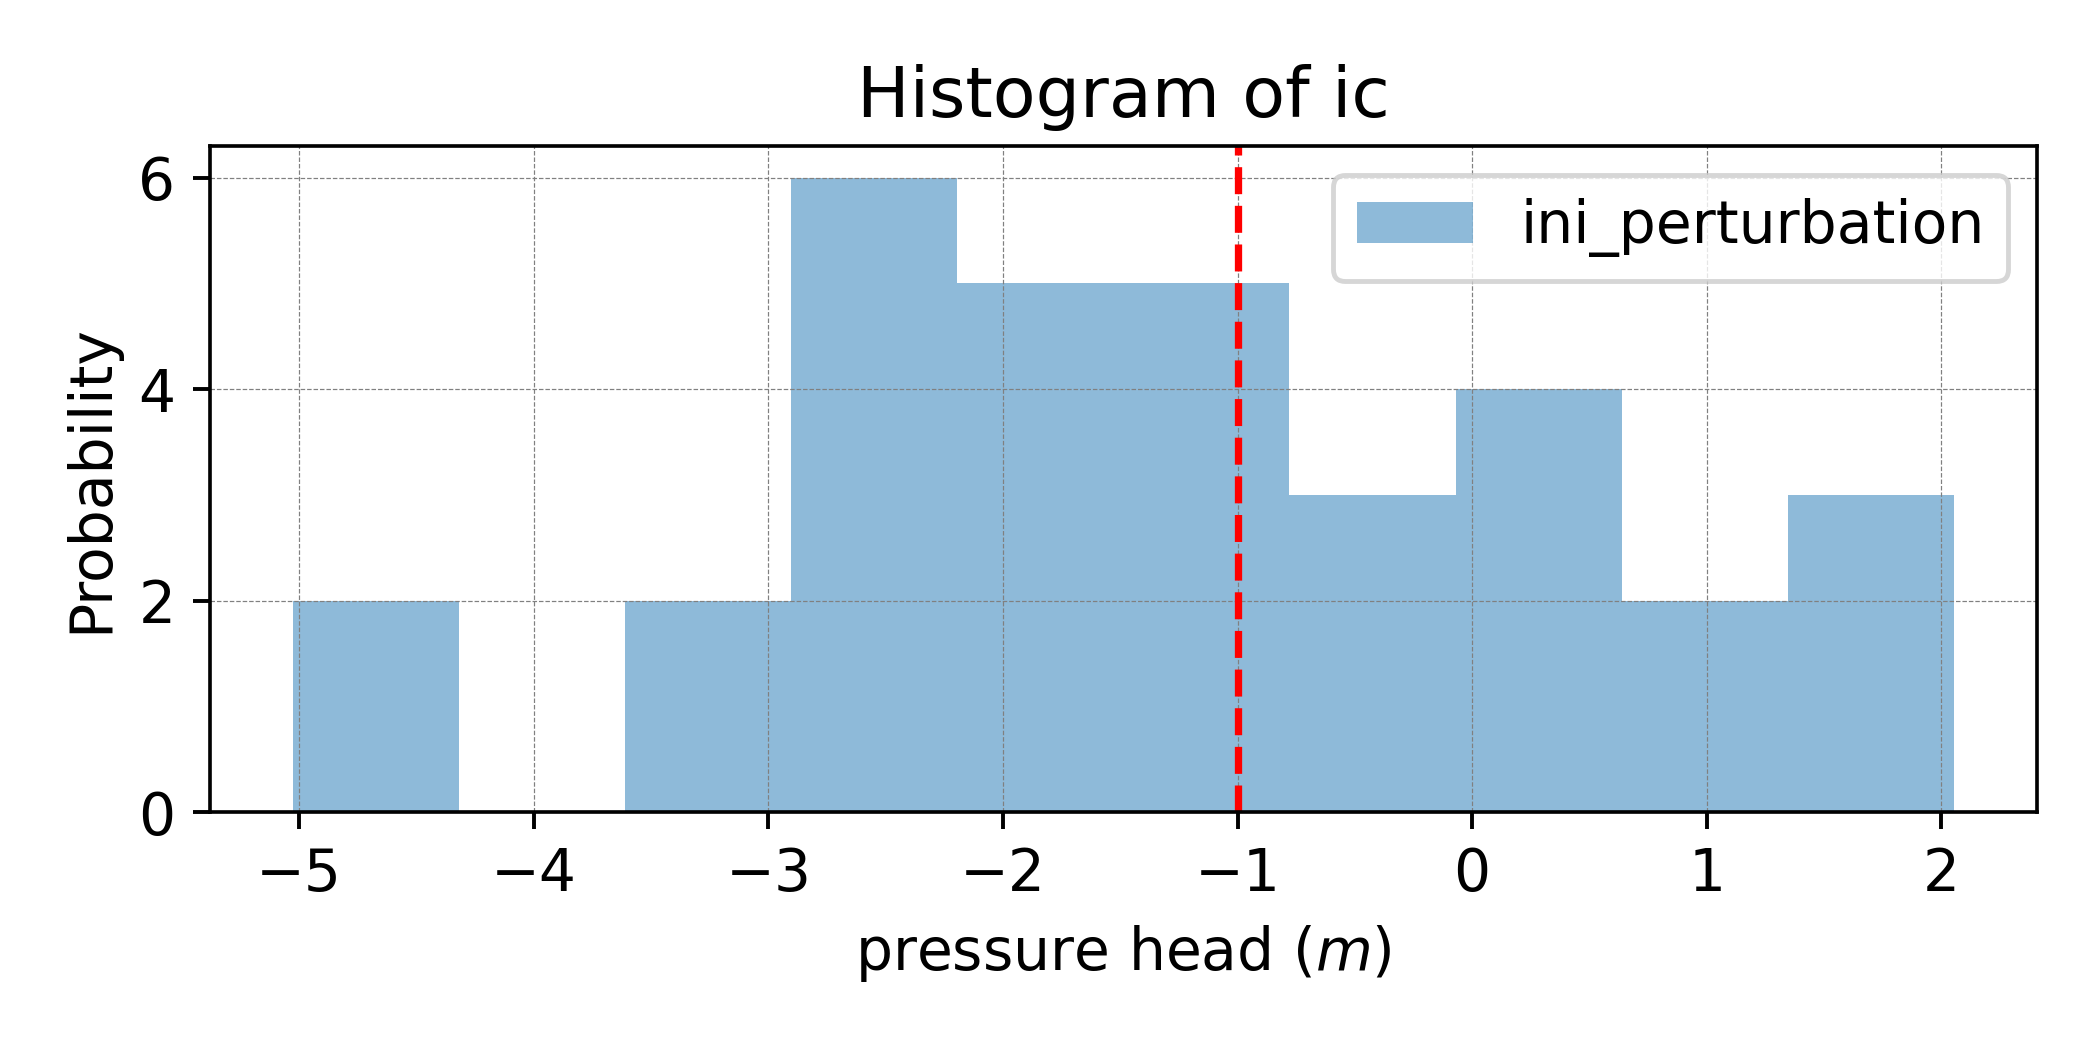 Histogram of ic
ini_perturbation
Probability
6
4
2
0
−5 −4 −3 −2 −1 0 1 2
pressure head (m)